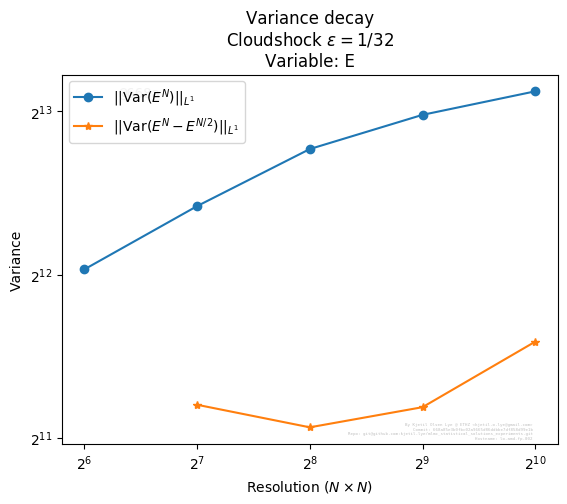 Variance decay
Cloudshock ε = 1/32
Variable: E
||Var(E^N)||_{L^1}
||Var(E^N − E^{N/2})||_{L^1}
Variance
2^13
2^12
2^11
2^6 2^7 2^8 2^9 2^10
Resolution (N × N)